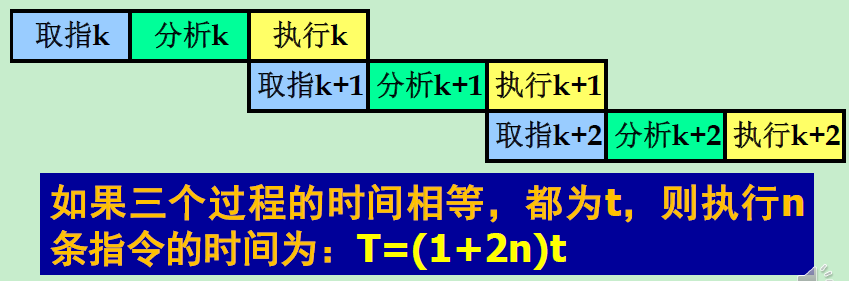 取指k 分析k 执行k
取指k+1 分析k+1 执行k+1
取指k+2 分析k+2 执行k+2
如果三个过程的时间相等，都为t，则执行n
条指令的时间为：T=(1+2n)t